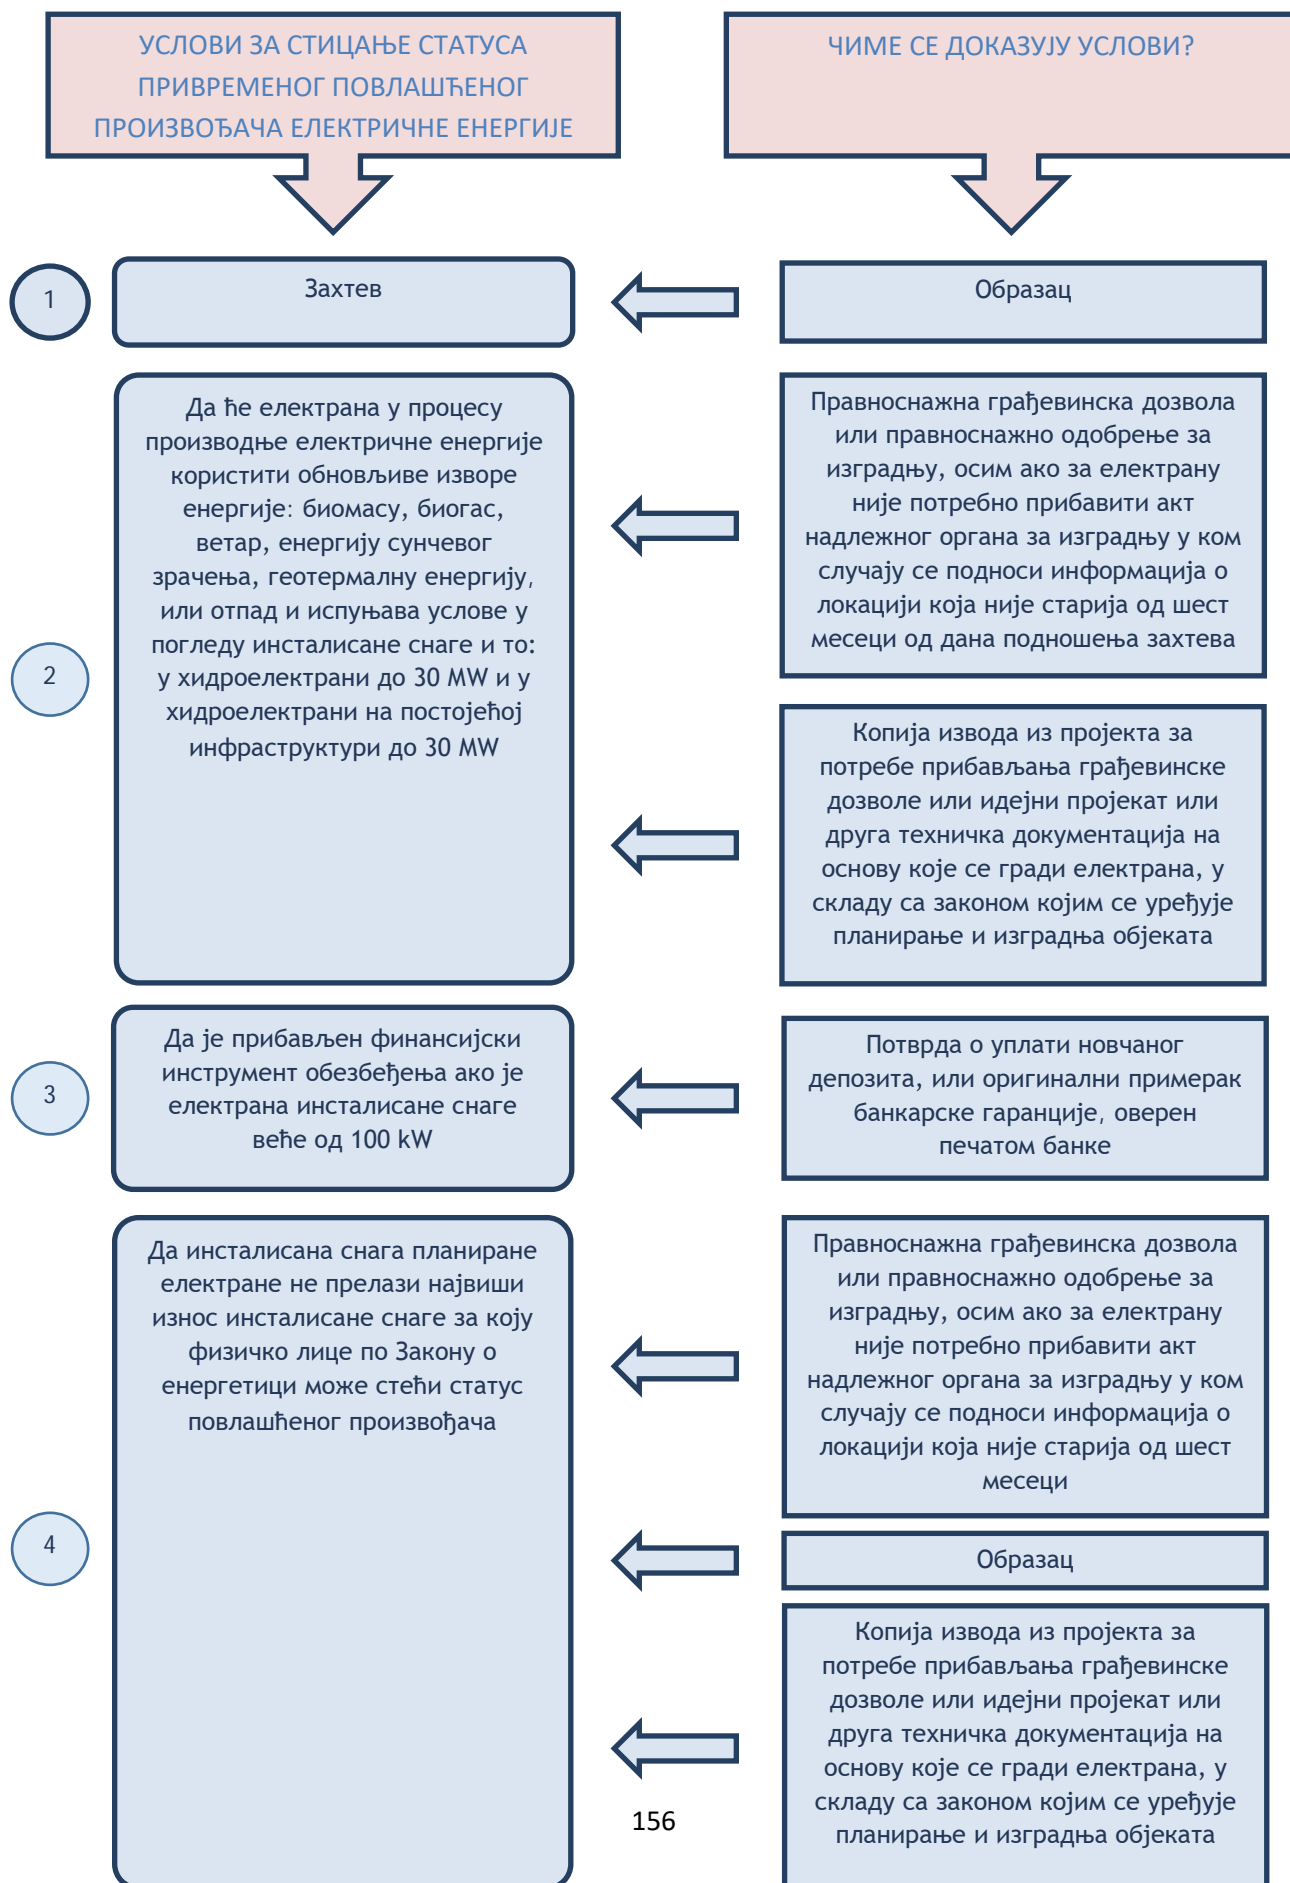 УСЛОВИ ЗА СТИЦАЊЕ СТАТУСА
ПРИВРЕМЕНОГ ПОВЛАШЋЕНОГ
ПРОИЗВОЂАЧА ЕЛЕКТРИЧНЕ ЕНЕРГИЈЕ
ЧИМЕ СЕ ДОКАЗУЈУ УСЛОВИ?
1
Захтев
Образац
2
Да ће електрана у процесу
производње електричне енергије
користити обновљиве изворе
енергије: биомасу, биогас,
ветар, енергију сунчевог
зрачења, геотермалну енергију,
или отпад и испуњава услове у
погледу инсталисане снаге и то:
у хидроелектрани до 30 MW и у
хидроелектрани на постојећој
инфраструктури до 30 MW
Правноснажна грађевинска дозвола
или правноснажно одобрење за
изградњу, осим ако за електрану
није потребно прибавити акт
надлежног органа за изградњу у ком
случају се подноси информација о
локацији која није старија од шест
месеци од дана подношења захтева
Копија извода из пројекта за
потребе прибављања грађевинске
дозволе или идејни пројекат или
друга техничка документација на
основу које се гради електрана, у
складу са законом којим се уређује
планирање и изградња објеката
3
Да је прибављен финансијски
инструмент обезбеђења ако је
електрана инсталисане снаге
веће од 100 kW
Потврда о уплати новчаног
депозита, или оригинални примерак
банкарске гаранције, оверен
печатом банке
4
Да инсталисана снага планиране
електране не прелази највиши
износ инсталисане снаге за коју
физичко лице по Закону о
енергетици може стећи статус
повлашћеног произвођача
Правноснажна грађевинска дозвола
или правноснажно одобрење за
изградњу, осим ако за електрану
није потребно прибавити акт
надлежног органа за изградњу у ком
случају се подноси информација о
локацији која није старија од шест
месеци
Образац
Копија извода из пројекта за
потребе прибављања грађевинске
дозволе или идејни пројекат или
друга техничка документација на
основу које се гради електрана, у
складу са законом којим се уређује
планирање и изградња објеката
156